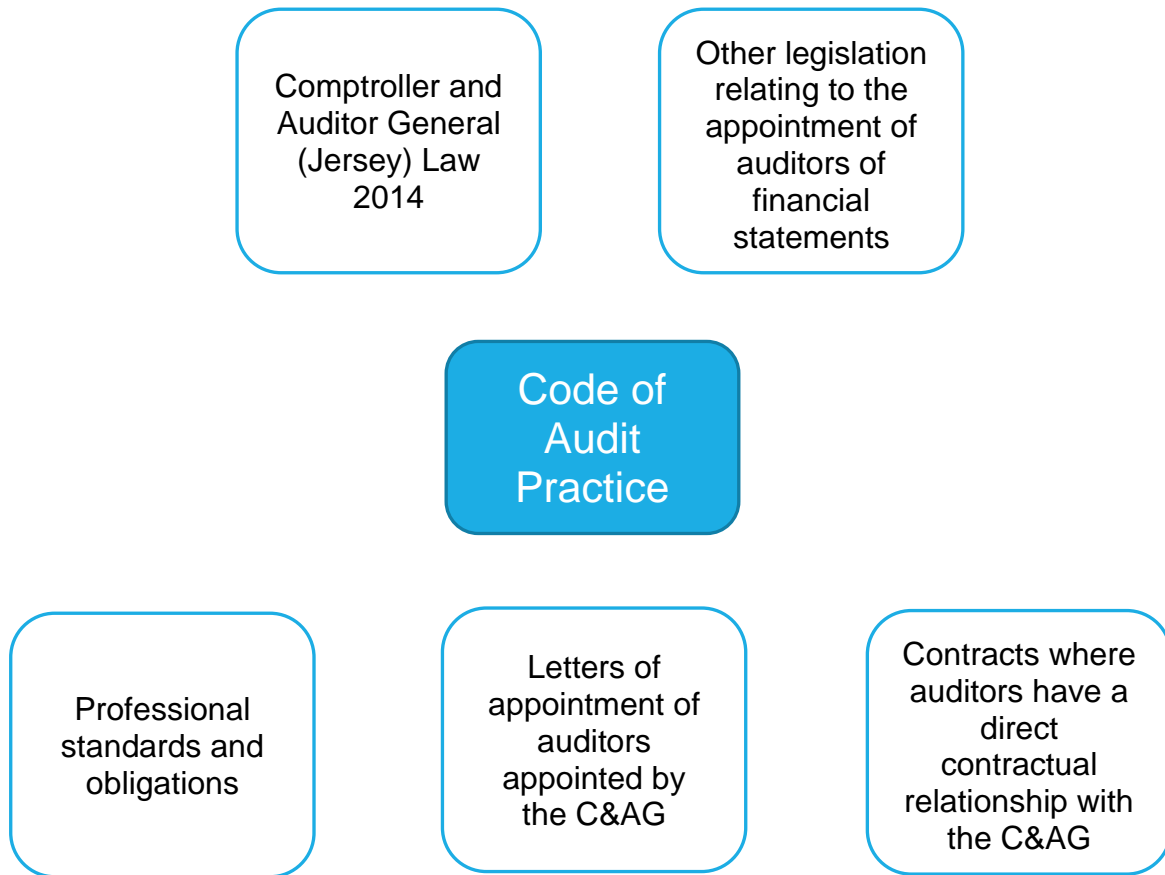 Comptroller and
Auditor General
(Jersey) Law
2014
Other legislation
relating to the
appointment of
auditors of
financial
statements
Code of
Audit
Practice
Professional
standards and
obligations
Letters of
appointment of
auditors
appointed by
the C&AG
Contracts where
auditors have a
direct
contractual
relationship with
the C&AG